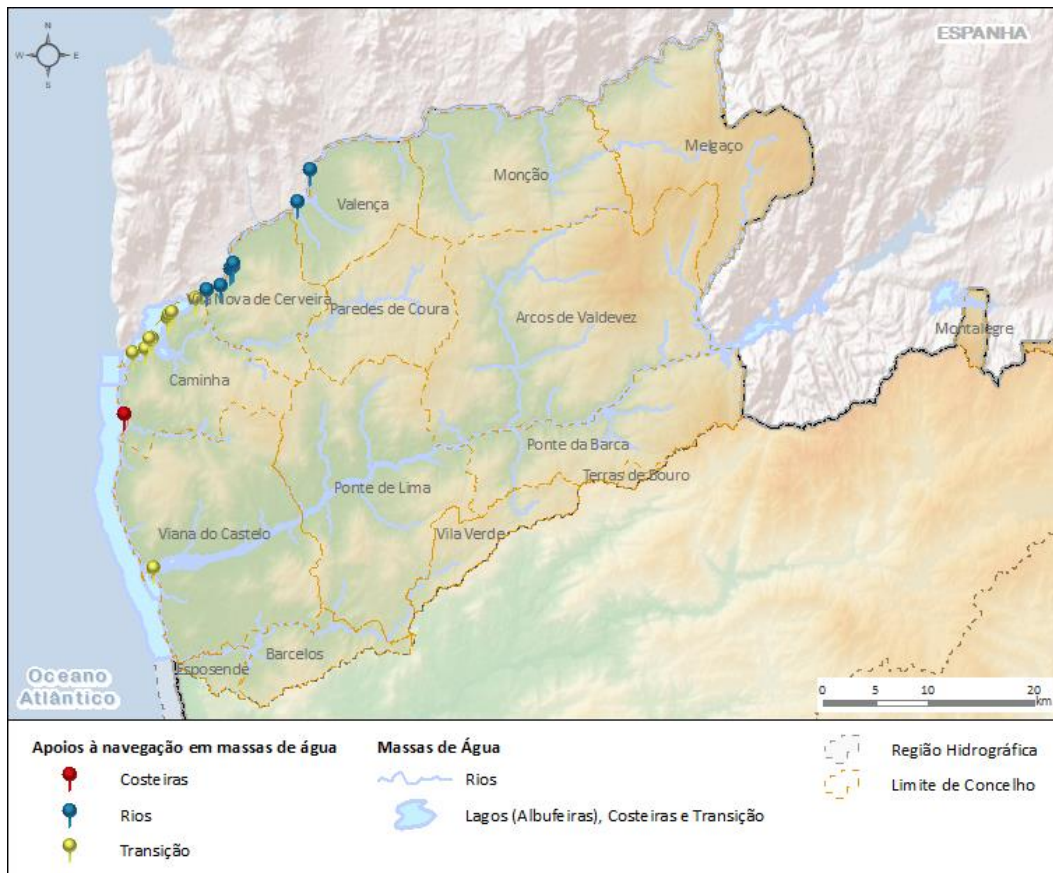 N
W E
S
ESPANHA
Melgaço
Monção
Valença
Vila Nova de Cerveira
Paredes de Coura
Arcos de Valdevez
Montalegre
Caminha
Ponte da Barca
Terras de Bouro
Ponte de Lima
Viana do Castelo
Vila Verde
Barcelos
Esposende
Oceano
Atlântico
0 5 10 20
km
Apoios à navegação em massas de água
Costeiras
Rios
Transição
Massas de Água
Rios
Lagos (Albufeiras), Costeiras e Transição
Região Hidrográfica
Limite de Concelho